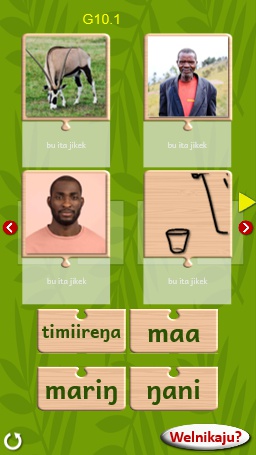 G10.1
bu ita jikek
bu ita jikek
bu ita jikek
bu ita jikek
timiireŋa
maa
mariŋ
ŋani
Welnikaju?